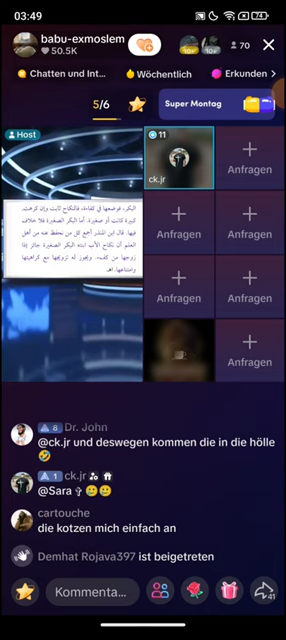 03:49
74
babu-exmoslem
50.5K
10+
10+
70
Chatten und Int...
Wöchentlich
Erkunden
5/6
Super Montag
Host
11
ck.jr
Anfragen
Anfragen
Anfragen
Anfragen
Anfragen
Anfragen
البكر، فوضعها في كفاءة، فالنكاح ثابت وإن كرهت،
كبيرة كانت أو صغيرة. أما البكر الصغيرة فلا خلاف
فيها. قال ابن المنذر أجمع كل من نحفظ عنه من أهل
العلم أن نكاح الأب ابنته البكر الصغيرة جائز إذا
زوجها من كفء. ويجوز له تزويجها مع كراهيتها
وامتناعها. اهـ
8 Dr. John
@ck.jr und deswegen kommen die in die hölle
🤣
1 ck.jr
@Sara ✞ 🥲🥲
cartouche
die kotzen mich einfach an
Demhat Rojava397 ist beigetreten
Kommenta...
41